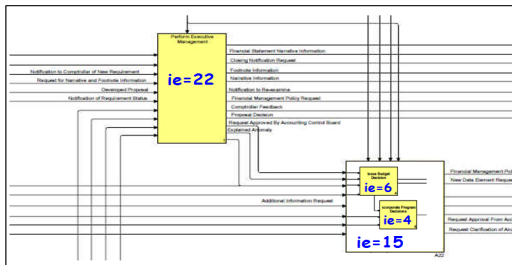 Perform Executive
Management
ie=22
Notification to Comptroller of New Requirement
Request for Narrative and Footnote Information
Developed Proposal
Notification of Requirement Status
Financial Statement Narrative Information
Closing Notification Request
Footnote Information
Narrative Information
Notification to Reexamine
Financial Management Policy Request
Comptroller Feedback
Proposal Decision
Request Approved By Accounting Control Board
Explained Anomaly
Issue Budget
Decision
ie=6
Incorporate Program
Decisions
ie=4
ie=15
Additional Information Request
Financial Management Pol
New Data Element Reque
Request Approval From Acc
Request Clarification of An
A22